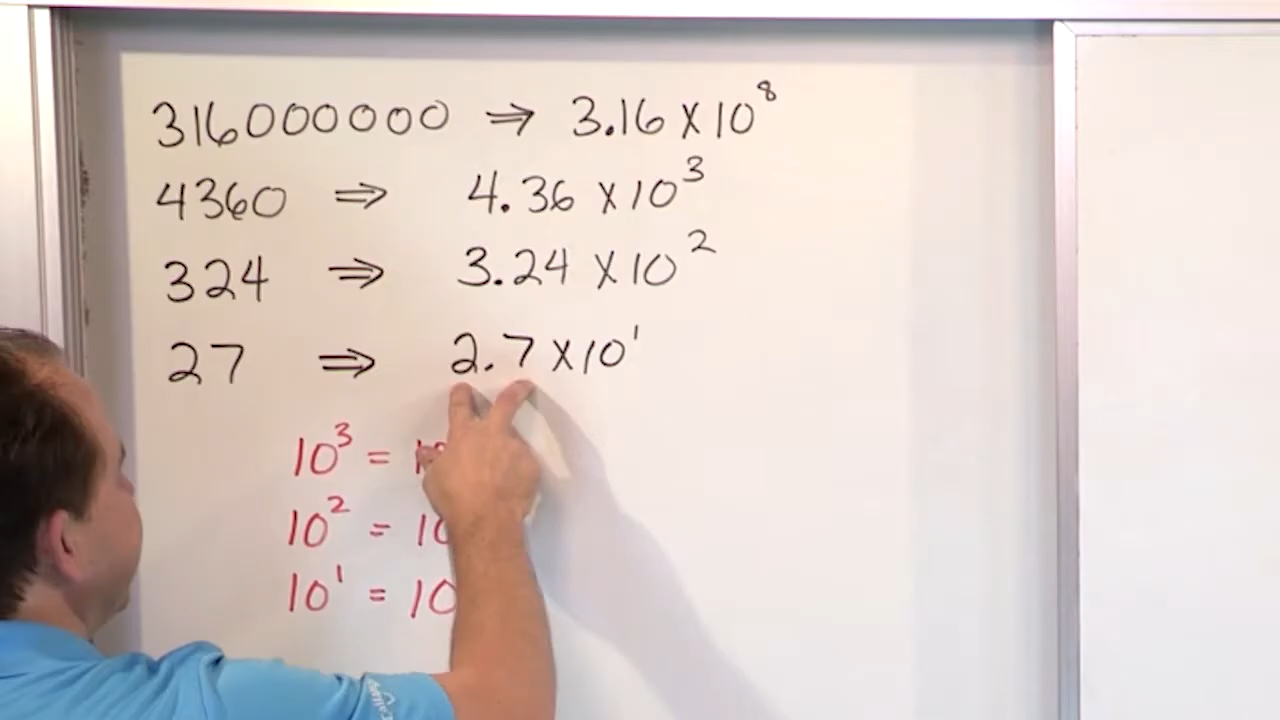 316000000 ⇒ 3.16 X 10⁸
4360 ⇒ 4.36 X 10³
324 ⇒ 3.24 X 10²
27 ⇒ 2.7 X 10¹
10³ =
10² = 10
10¹ = 10